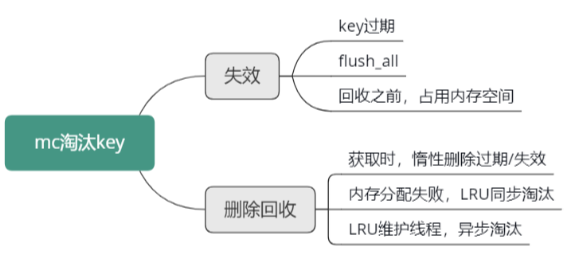 mc淘汰key
失效
key过期
flush_all
回收之前，占用内存空间
删除回收
获取时，惰性删除过期/失效
内存分配失败，LRU同步淘汰
LRU维护线程，异步淘汰